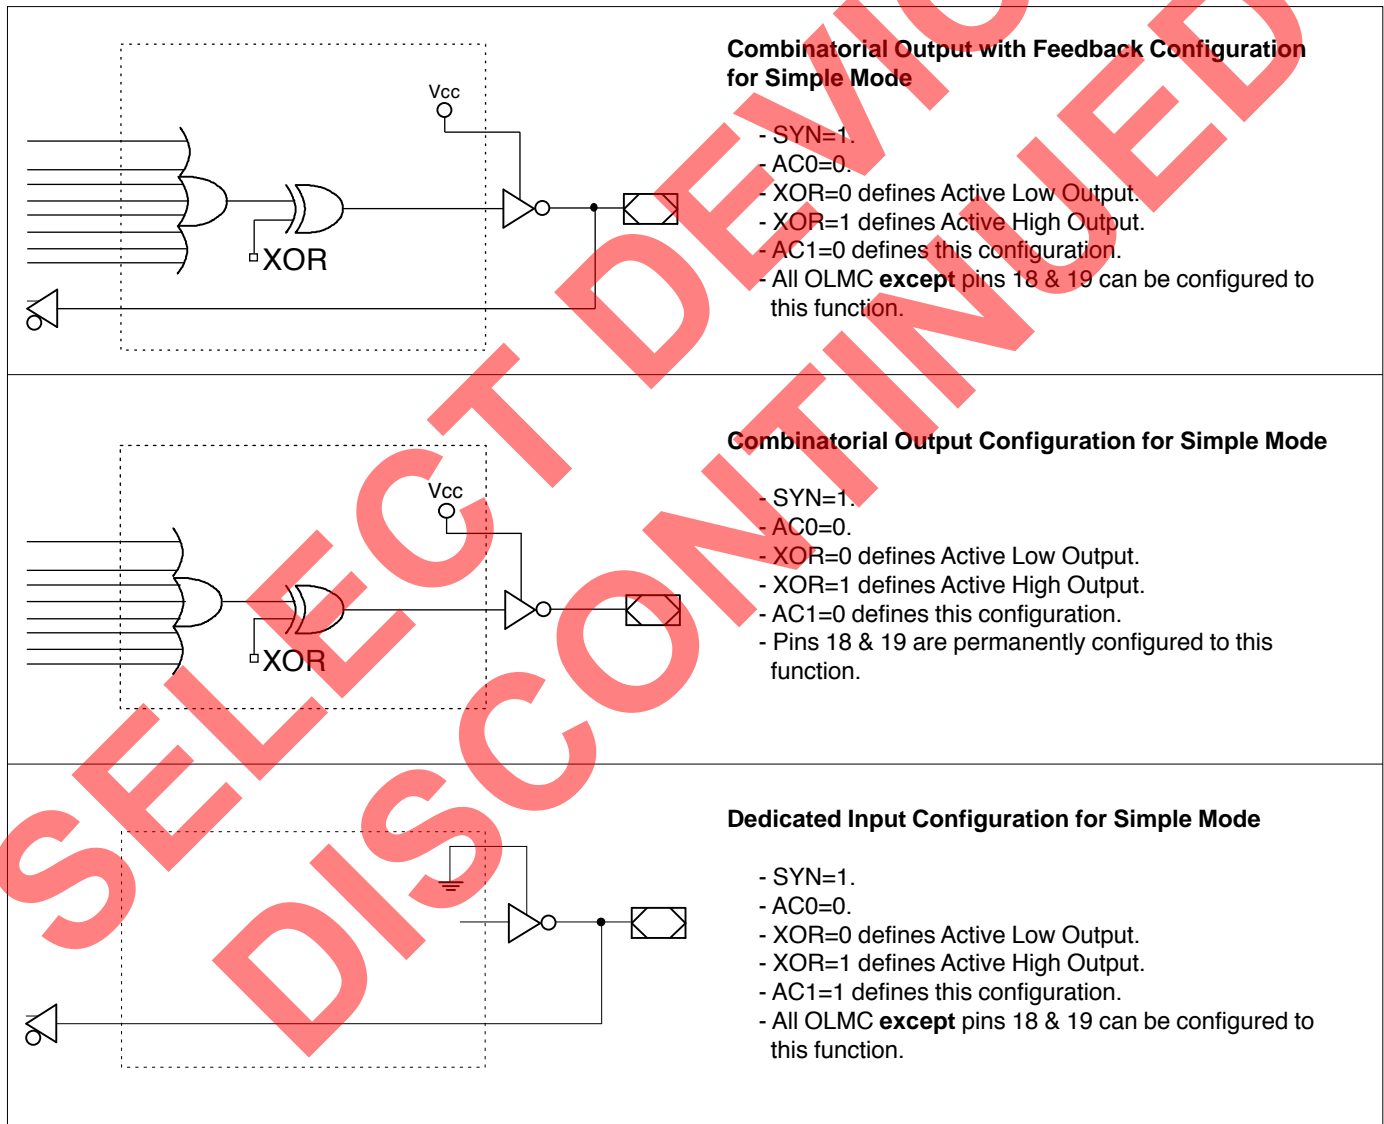 Combinatorial Output with Feedback Configuration
for Simple Mode
Vcc
- SYN=1.
- AC0=0.
- XOR=0 defines Active Low Output.
- XOR=1 defines Active High Output.
- AC1=0 defines this configuration.
- All OLMC except pins 18 & 19 can be configured to
this function.
XOR
Combinatorial Output Configuration for Simple Mode
Vcc
- SYN=1.
- AC0=0.
- XOR=0 defines Active Low Output.
- XOR=1 defines Active High Output.
- AC1=0 defines this configuration.
- Pins 18 & 19 are permanently configured to this
function.
XOR
Dedicated Input Configuration for Simple Mode
- SYN=1.
- AC0=0.
- XOR=0 defines Active Low Output.
- XOR=1 defines Active High Output.
- AC1=1 defines this configuration.
- All OLMC except pins 18 & 19 can be configured to
this function.
SELECT DEVIC
DISCONTINUED